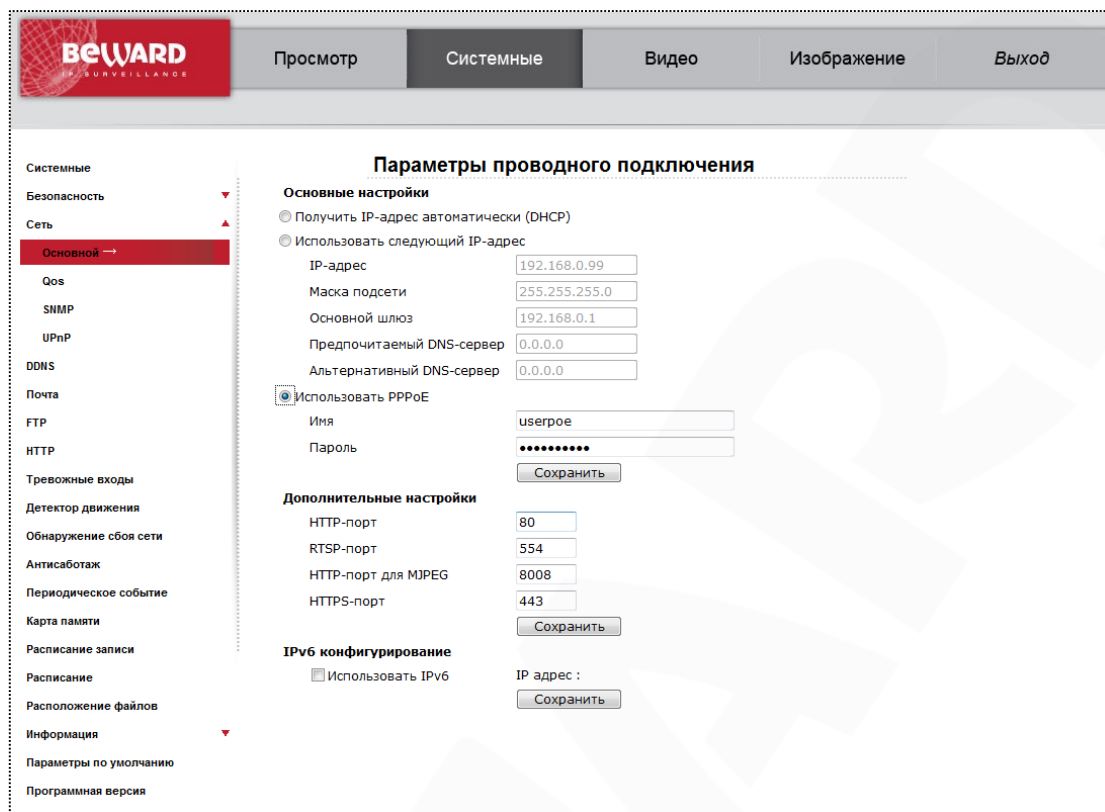 BEWARD
IP SURVEILLANCE
Просмотр
Системные
Видео
Изображение
Выход
Системные
Безопасность
Сеть
Основной →
Qos
SNMP
UPnP
DDNS
Почта
FTP
HTTP
Тревожные входы
Детектор движения
Обнаружение сбоя сети
Антисаботаж
Периодическое событие
Карта памяти
Расписание записи
Расписание
Расположение файлов
Информация
Параметры по умолчанию
Программная версия
Параметры проводного подключения
Основные настройки
Получить IP-адрес автоматически (DHCP)
Использовать следующий IP-адрес
IP-адрес 192.168.0.99
Маска подсети 255.255.255.0
Основной шлюз 192.168.0.1
Предпочитаемый DNS-сервер 0.0.0.0
Альтернативный DNS-сервер 0.0.0.0
Использовать PPPoE
Имя userpoe
Пароль ••••••••••
Сохранить
Дополнительные настройки
HTTP-порт 80
RTSP-порт 554
HTTP-порт для MJPEG 8008
HTTPS-порт 443
Сохранить
IPv6 конфигурирование
Использовать IPv6 IP адрес :
Сохранить